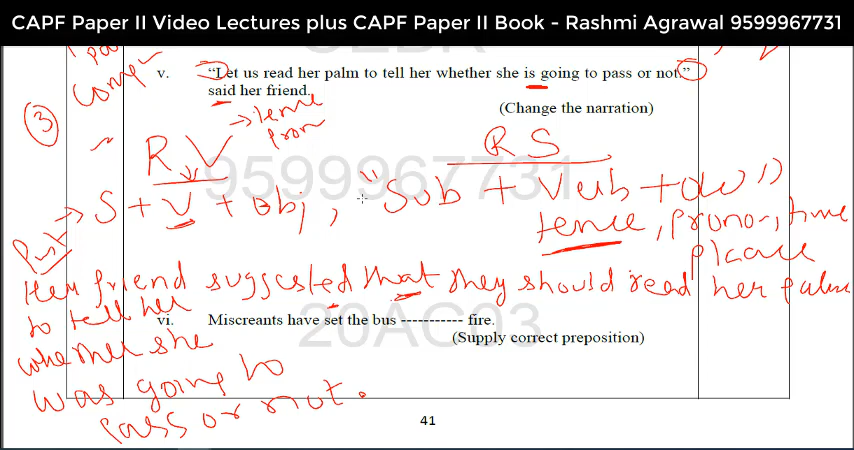 CAPF Paper II Video Lectures plus CAPF Paper II Book - Rashmi Agrawal 9599967731
v. "Let us read her palm to tell her whether she is going to pass or not."
said her friend.
(Change the narration)
3
RV → tense
RS
9599967731
→ S + V + Obj, "Sub + Verb +
tense, pronoun, time
place
Her friend suggested that they should read her palm
to tell her
whether she
was going to
pass or not.
20AC03
vi. Miscreants have set the bus ----------- fire.
(Supply correct preposition)
41